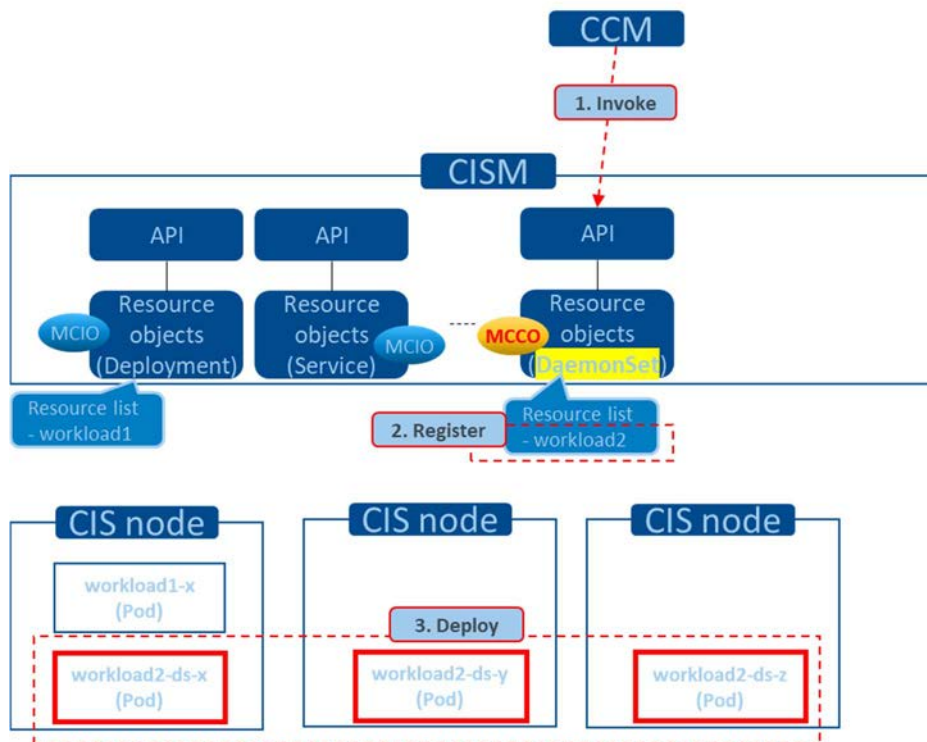 CCM
1. Invoke
CISM
API
API
API
Resource
objects
(Deployment)
MCIO
Resource
objects
(Service)
MCIO
MCCO
Resource
objects
(DaemonSet)
Resource list
- workload1
2. Register
Resource list
- workload2
CIS node
CIS node
CIS node
workload1-x
(Pod)
3. Deploy
workload2-ds-x
(Pod)
workload2-ds-y
(Pod)
workload2-ds-z
(Pod)